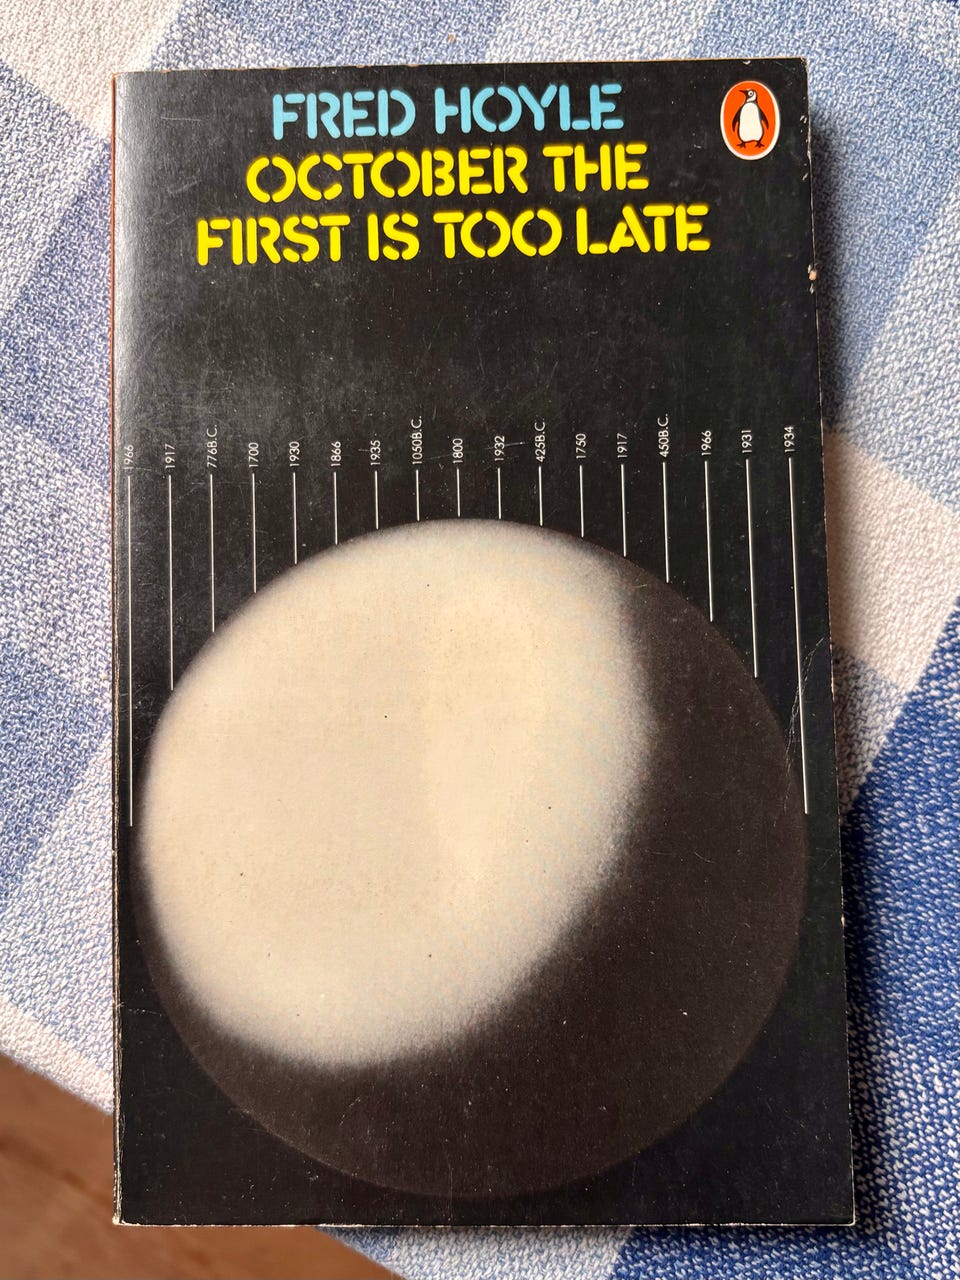 FRED HOYLE
OCTOBER THE
FIRST IS TOO LATE
1966
1917
776B.C.
1700
1930
1866
1935
1050B.C.
1800
1932
425B.C.
1750
1917
450B.C.
1966
1931
1934